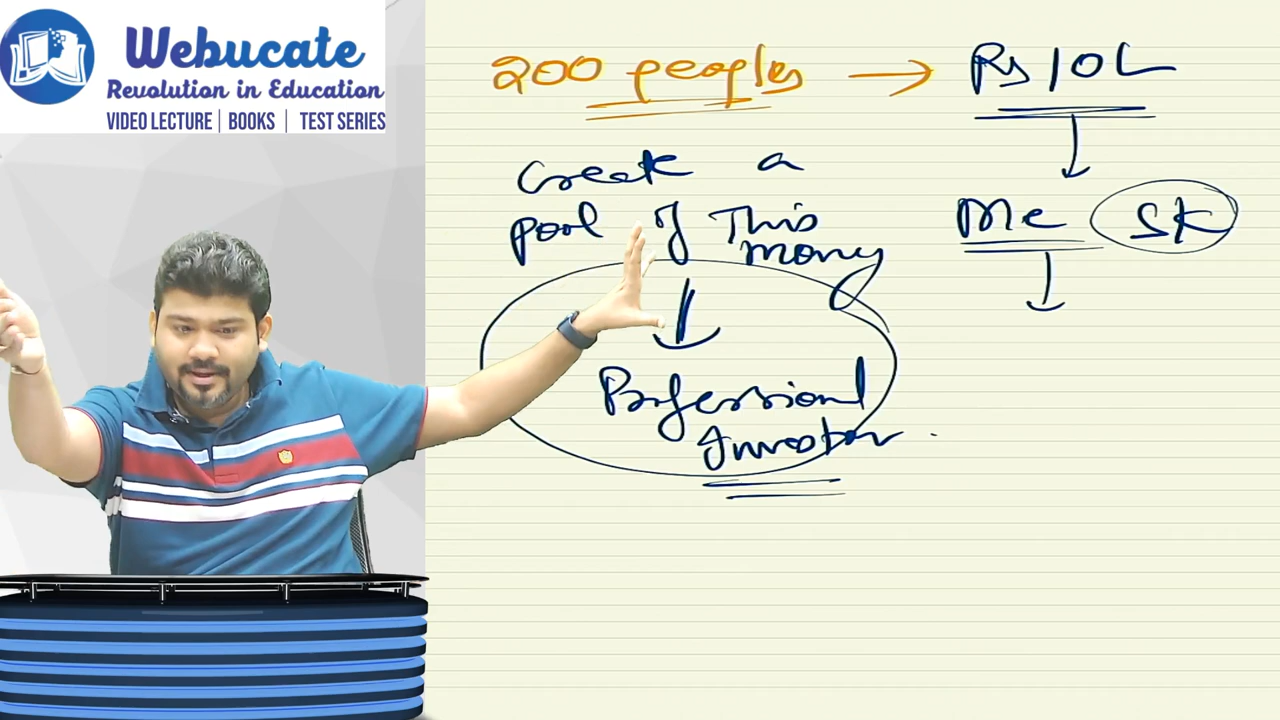 Webucate
Revolution in Education
VIDEO LECTURE | BOOKS | TEST SERIES
200 peoples → Rs 10L
Create a
pool of This
money
Me SK
Professional
Investor.